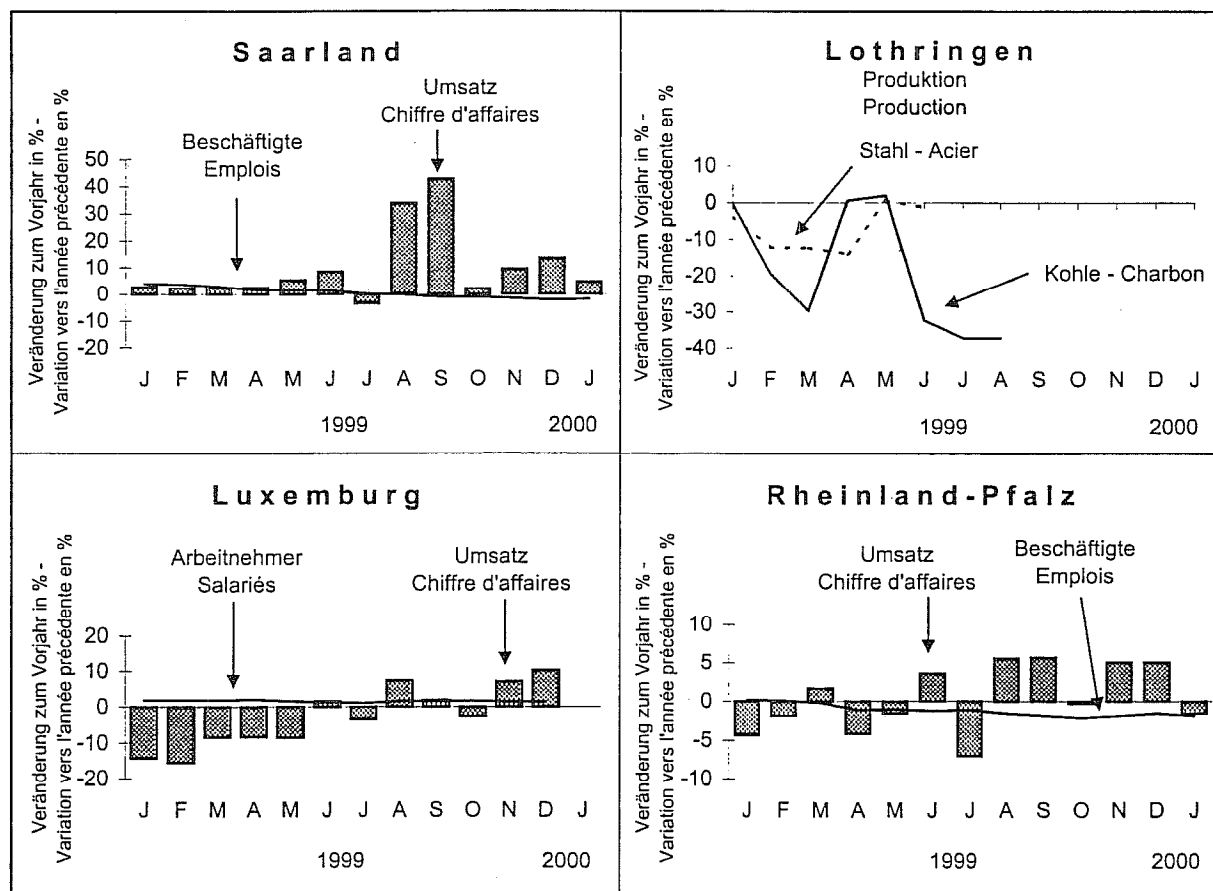 Saarland
Umsatz
Chiffre d'affaires
Beschäftigte
Emplois
Veränderung zum Vorjahr in % -
Variation vers l'année précédente en %
50
40
30
20
10
0
-10
-20
J F M A M J J A S O N D J
1999 2000
Lothringen
Produktion
Production
Stahl - Acier
Kohle - Charbon
Veränderung zum Vorjahr in % -
Variation vers l'année précédente en %
10
0
-10
-20
-30
-40
J F M A M J J A S O N D J
1999 2000
Luxemburg
Arbeitnehmer
Salariés
Umsatz
Chiffre d'affaires
Veränderung zum Vorjahr in % -
Variation vers l'année précédente en %
20
10
0
-10
-20
J F M A M J J A S O N D J
1999 2000
Rheinland-Pfalz
Umsatz
Chiffre d'affaires
Beschäftigte
Emplois
Veränderung zum Vorjahr in % -
Variation vers l'année précédente en %
10
5
0
-5
-10
J F M A M J J A S O N D J
1999 2000